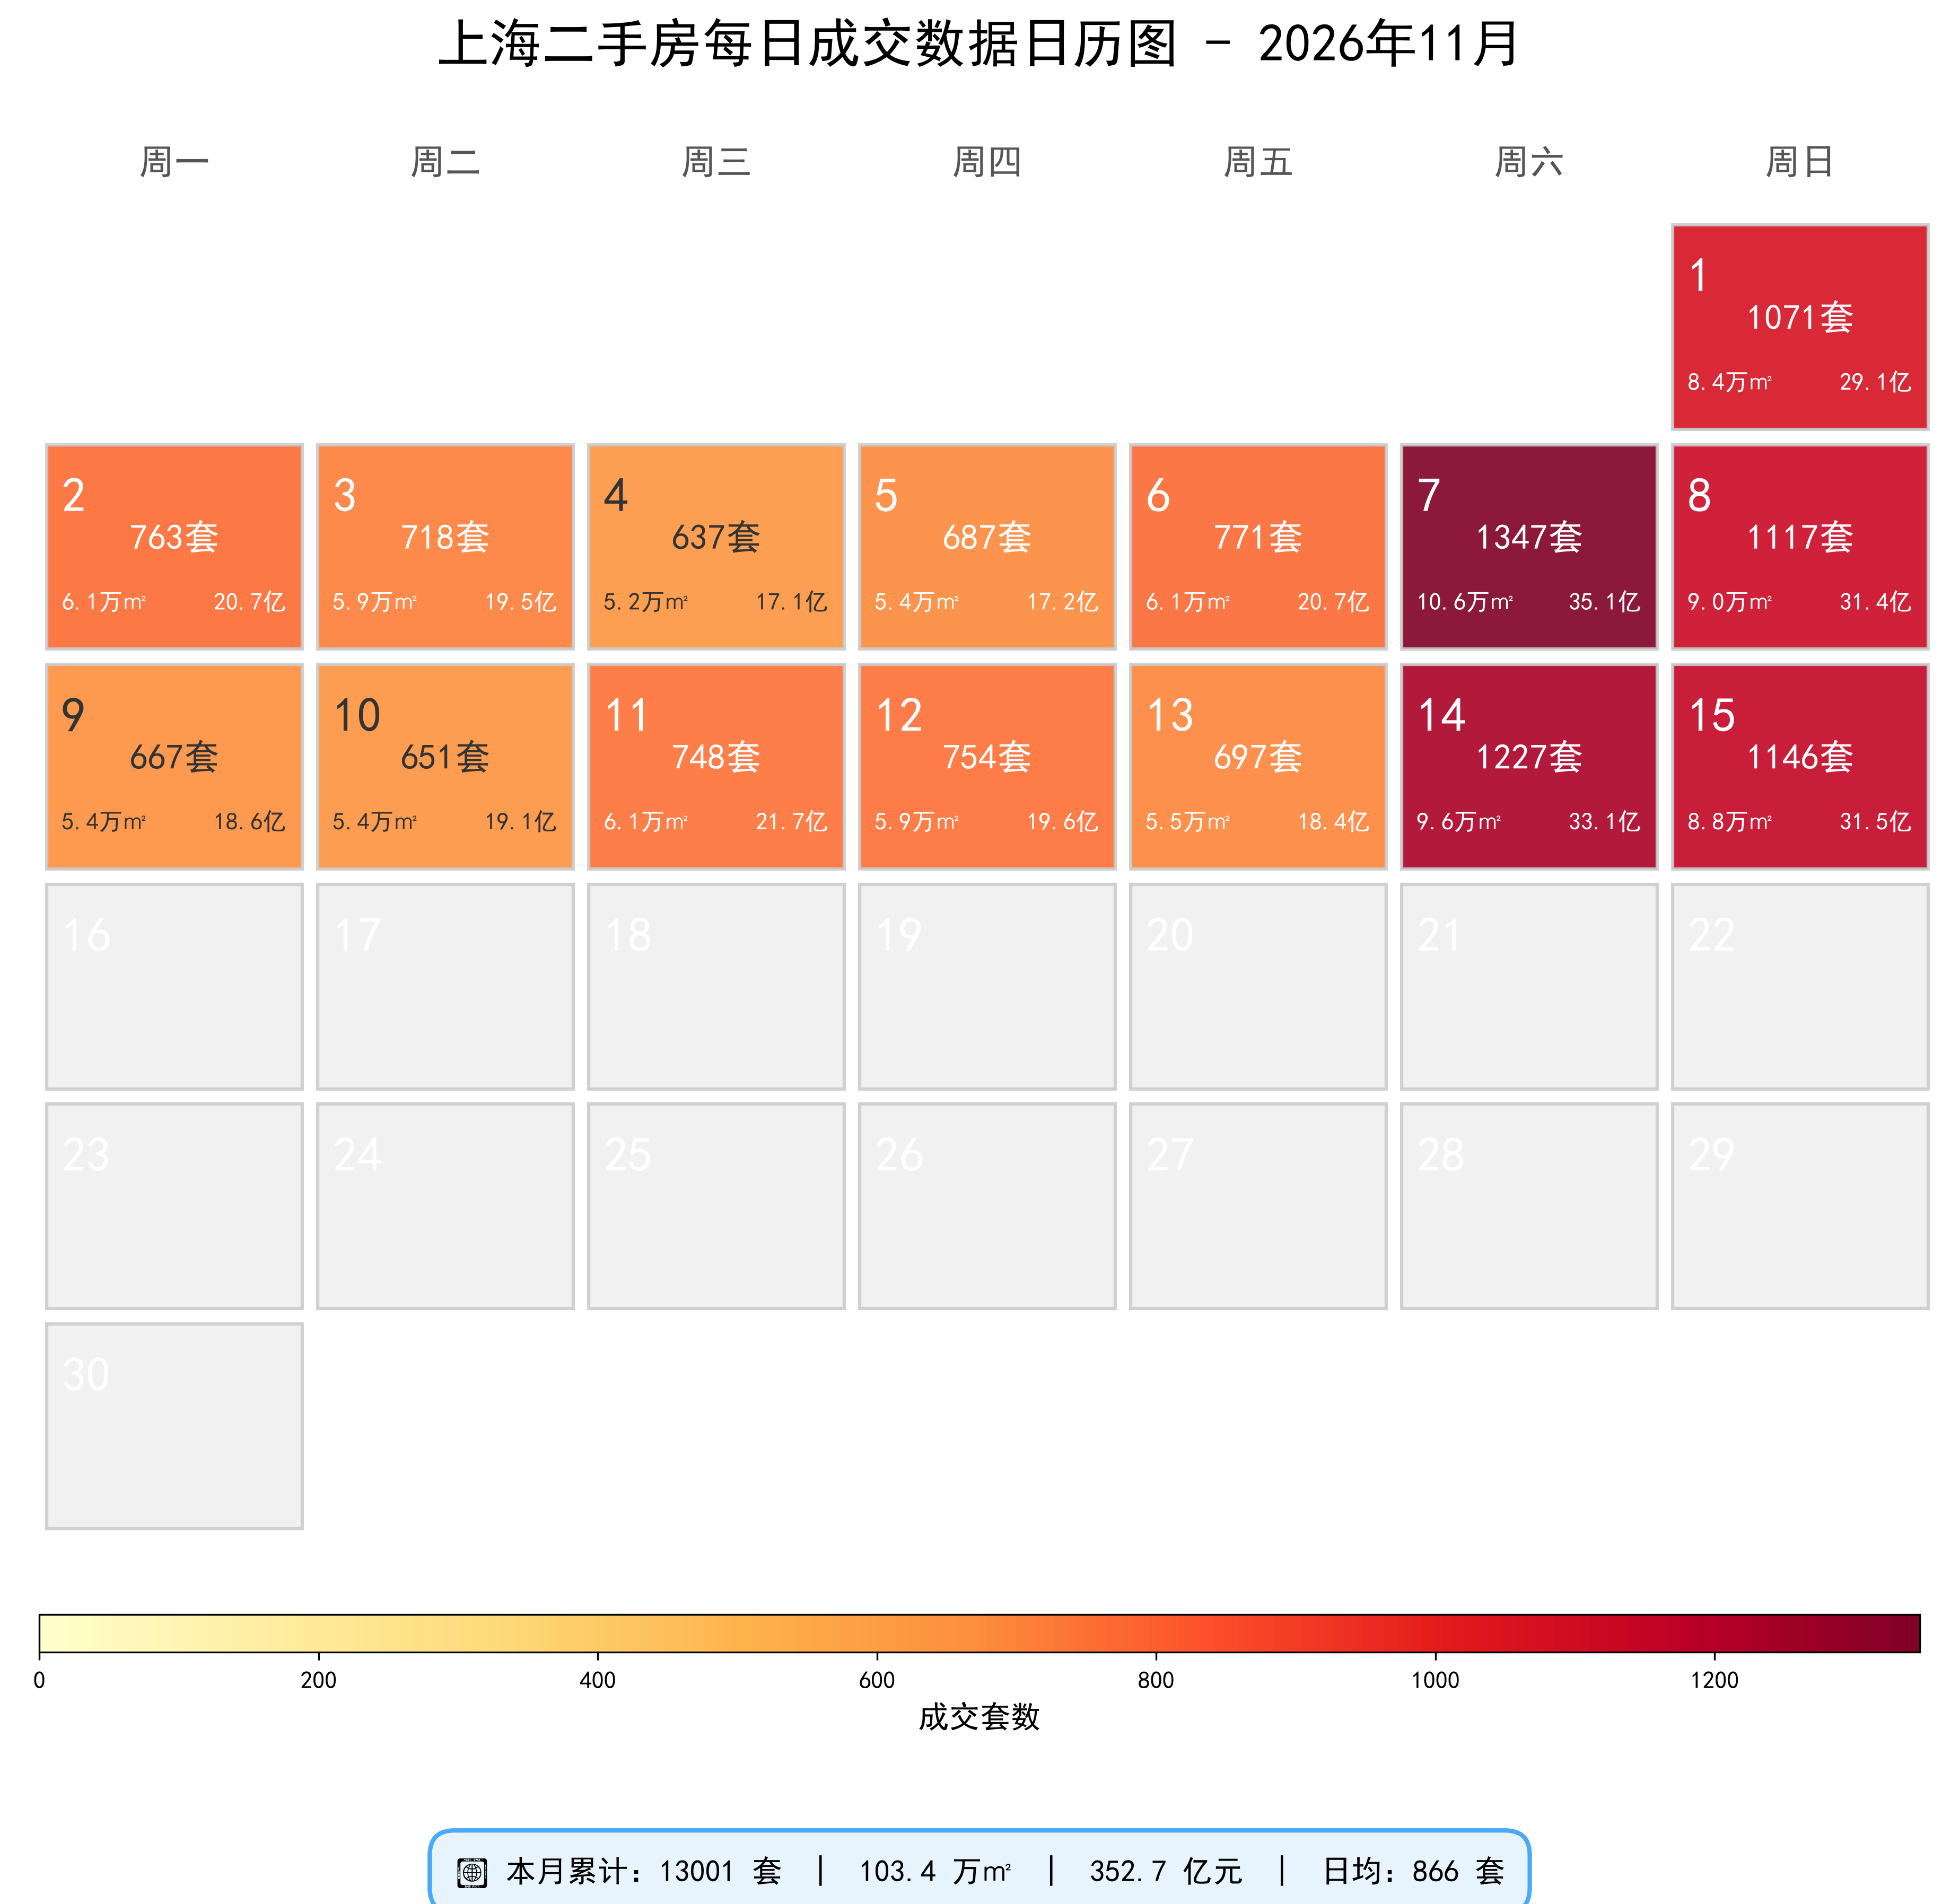 上海二手房每日成交数据日历图 - 2026年11月
周一 周二 周三 周四 周五 周六 周日
1
1071套
8.4万㎡ 29.1亿
2 3 4 5 6 7 8
763套 718套 637套 687套 771套 1347套 1117套
6.1万㎡ 20.7亿 5.9万㎡ 19.5亿 5.2万㎡ 17.1亿 5.4万㎡ 17.2亿 6.1万㎡ 20.7亿 10.6万㎡ 35.1亿 9.0万㎡ 31.4亿
9 10 11 12 13 14 15
667套 651套 748套 754套 697套 1227套 1146套
5.4万㎡ 18.6亿 5.4万㎡ 19.1亿 6.1万㎡ 21.7亿 5.9万㎡ 19.6亿 5.5万㎡ 18.4亿 9.6万㎡ 33.1亿 8.8万㎡ 31.5亿
16 17 18 19 20 21 22
23 24 25 26 27 28 29
30
0 200 400 600 800 1000 1200
成交套数
本月累计: 13001 套 | 103.4 万㎡ | 352.7 亿元 | 日均: 866 套